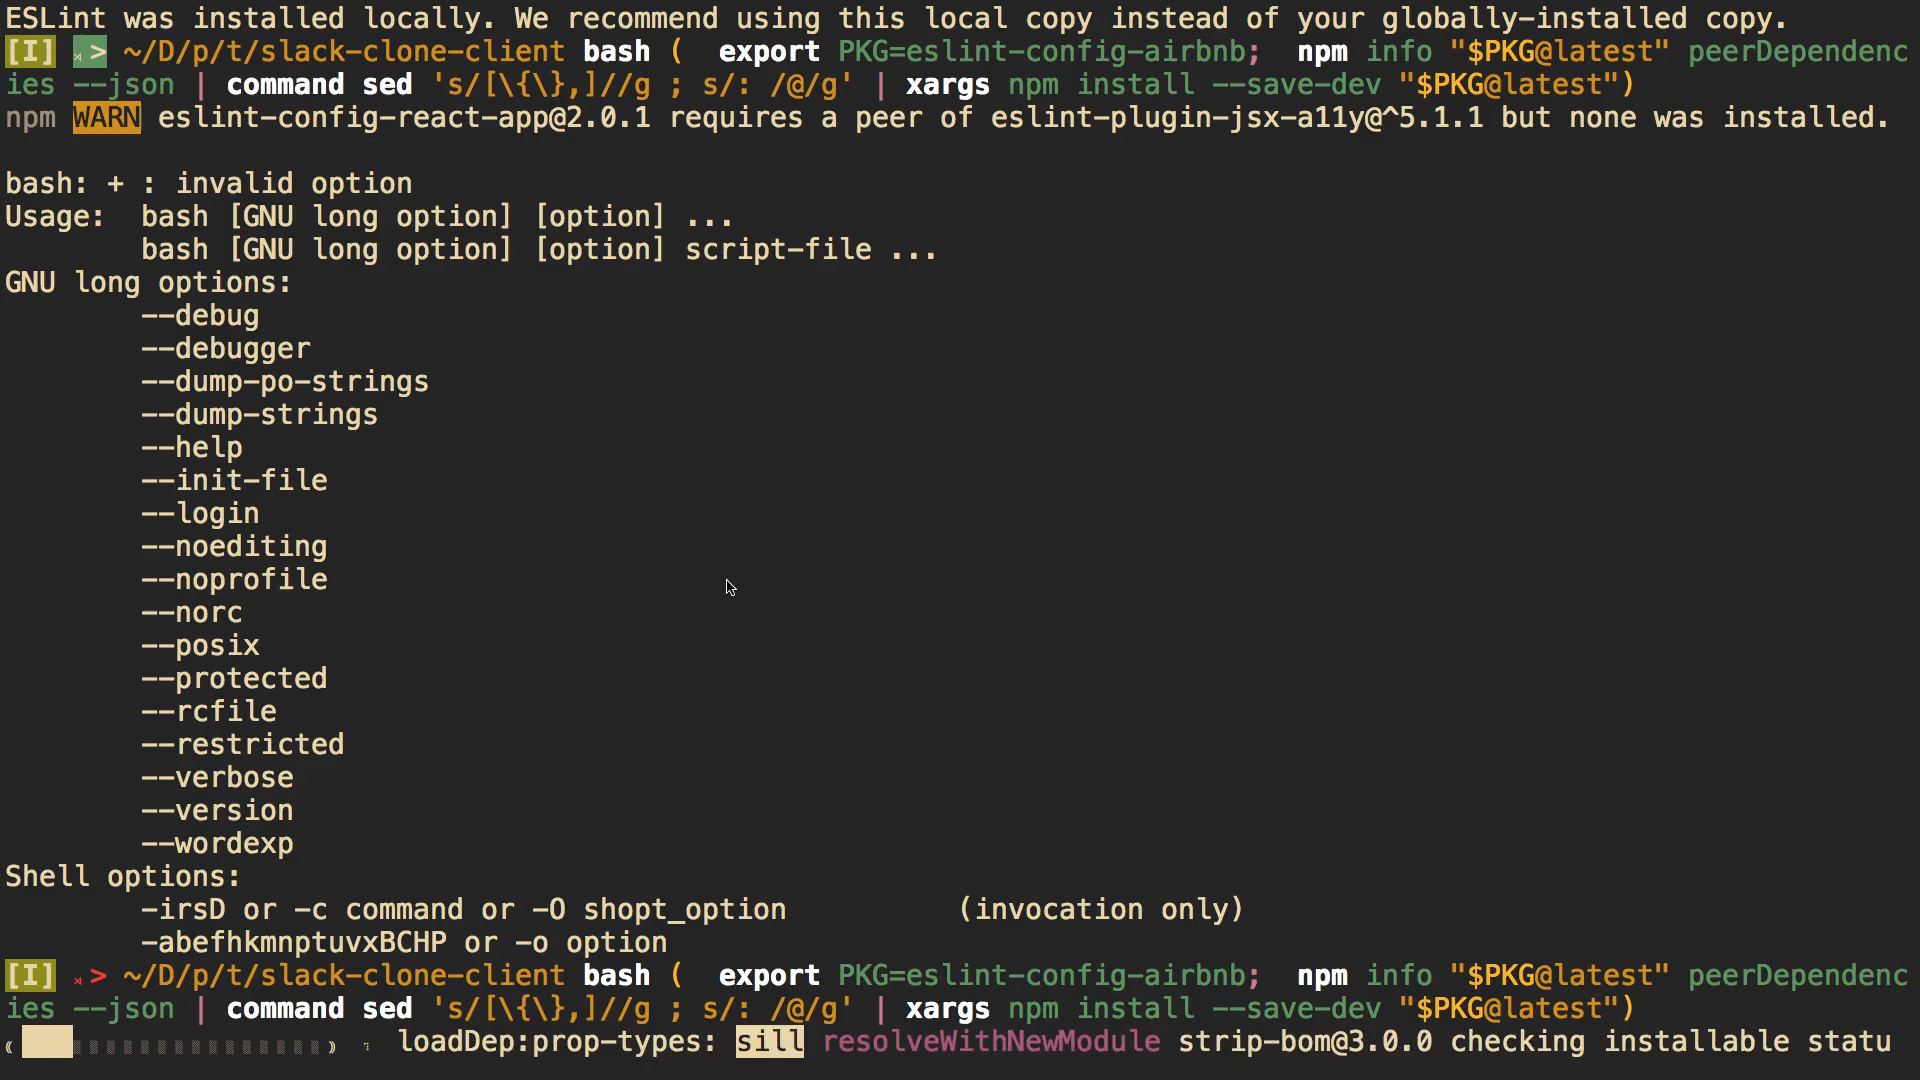 ESLint was installed locally. We recommend using this local copy instead of your globally-installed copy.
[I] > ~/D/p/t/slack-clone-client bash (  export PKG=eslint-config-airbnb;  npm info "$PKG@latest" peerDependenc
ies --json | command sed 's/[\{\},]//g ; s/: /@/g' | xargs npm install --save-dev "$PKG@latest")
npm WARN eslint-config-react-app@2.0.1 requires a peer of eslint-plugin-jsx-a11y@^5.1.1 but none was installed.
bash: + : invalid option
Usage:  bash [GNU long option] [option] ...
        bash [GNU long option] [option] script-file ...
GNU long options:
        --debug
        --debugger
        --dump-po-strings
        --dump-strings
        --help
        --init-file
        --login
        --noediting
        --noprofile
        --norc
        --posix
        --protected
        --rcfile
        --restricted
        --verbose
        --version
        --wordexp
Shell options:
        -irsD or -c command or -O shopt_option          (invocation only)
        -abefhkmnptuvxBCHP or -o option
[I] > ~/D/p/t/slack-clone-client bash (  export PKG=eslint-config-airbnb;  npm info "$PKG@latest" peerDependenc
ies --json | command sed 's/[\{\},]//g ; s/: /@/g' | xargs npm install --save-dev "$PKG@latest")
loadDep:prop-types: sill resolveWithNewModule strip-bom@3.0.0 checking installable statu